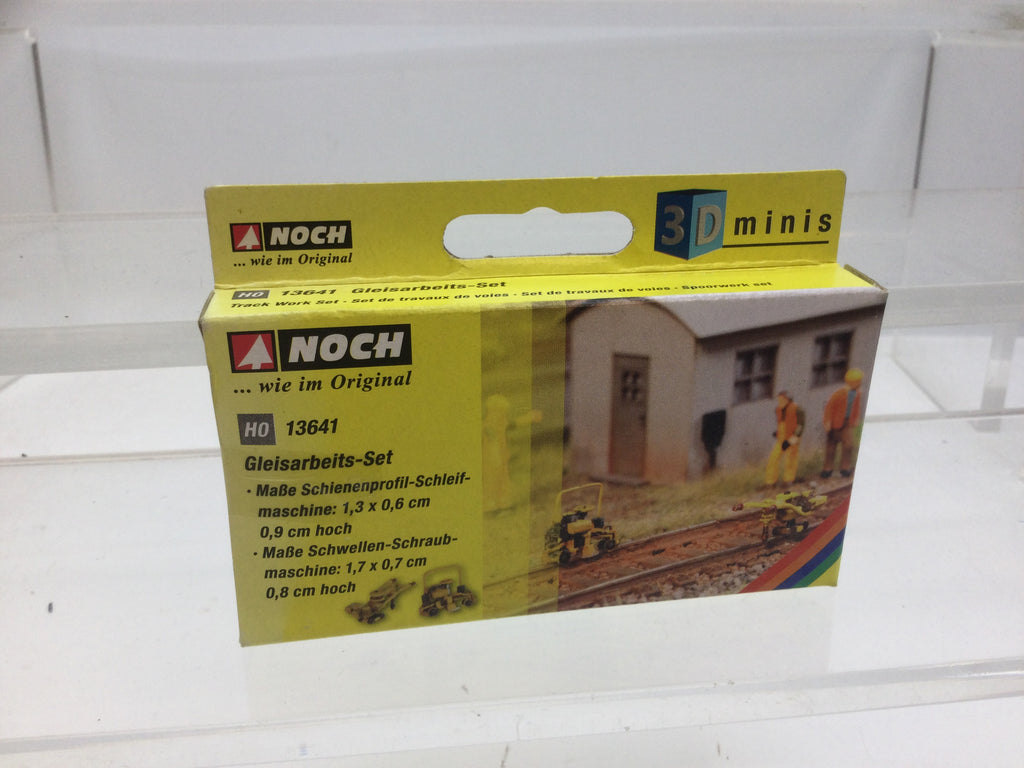 NOCH
... wie im Original
3D minis
HO 13641 Gleisarbeits-Set
Track Work Set · Set de travaux de voies · Set de travaux de voies · Spoorwerk set
NOCH
... wie im Original
HO 13641
Gleisarbeits-Set
· Maße Schienenprofil-Schleif-
maschine: 1,3 x 0,6 cm
0,9 cm hoch
· Maße Schwellen-Schraub-
maschine: 1,7 x 0,7 cm
0,8 cm hoch